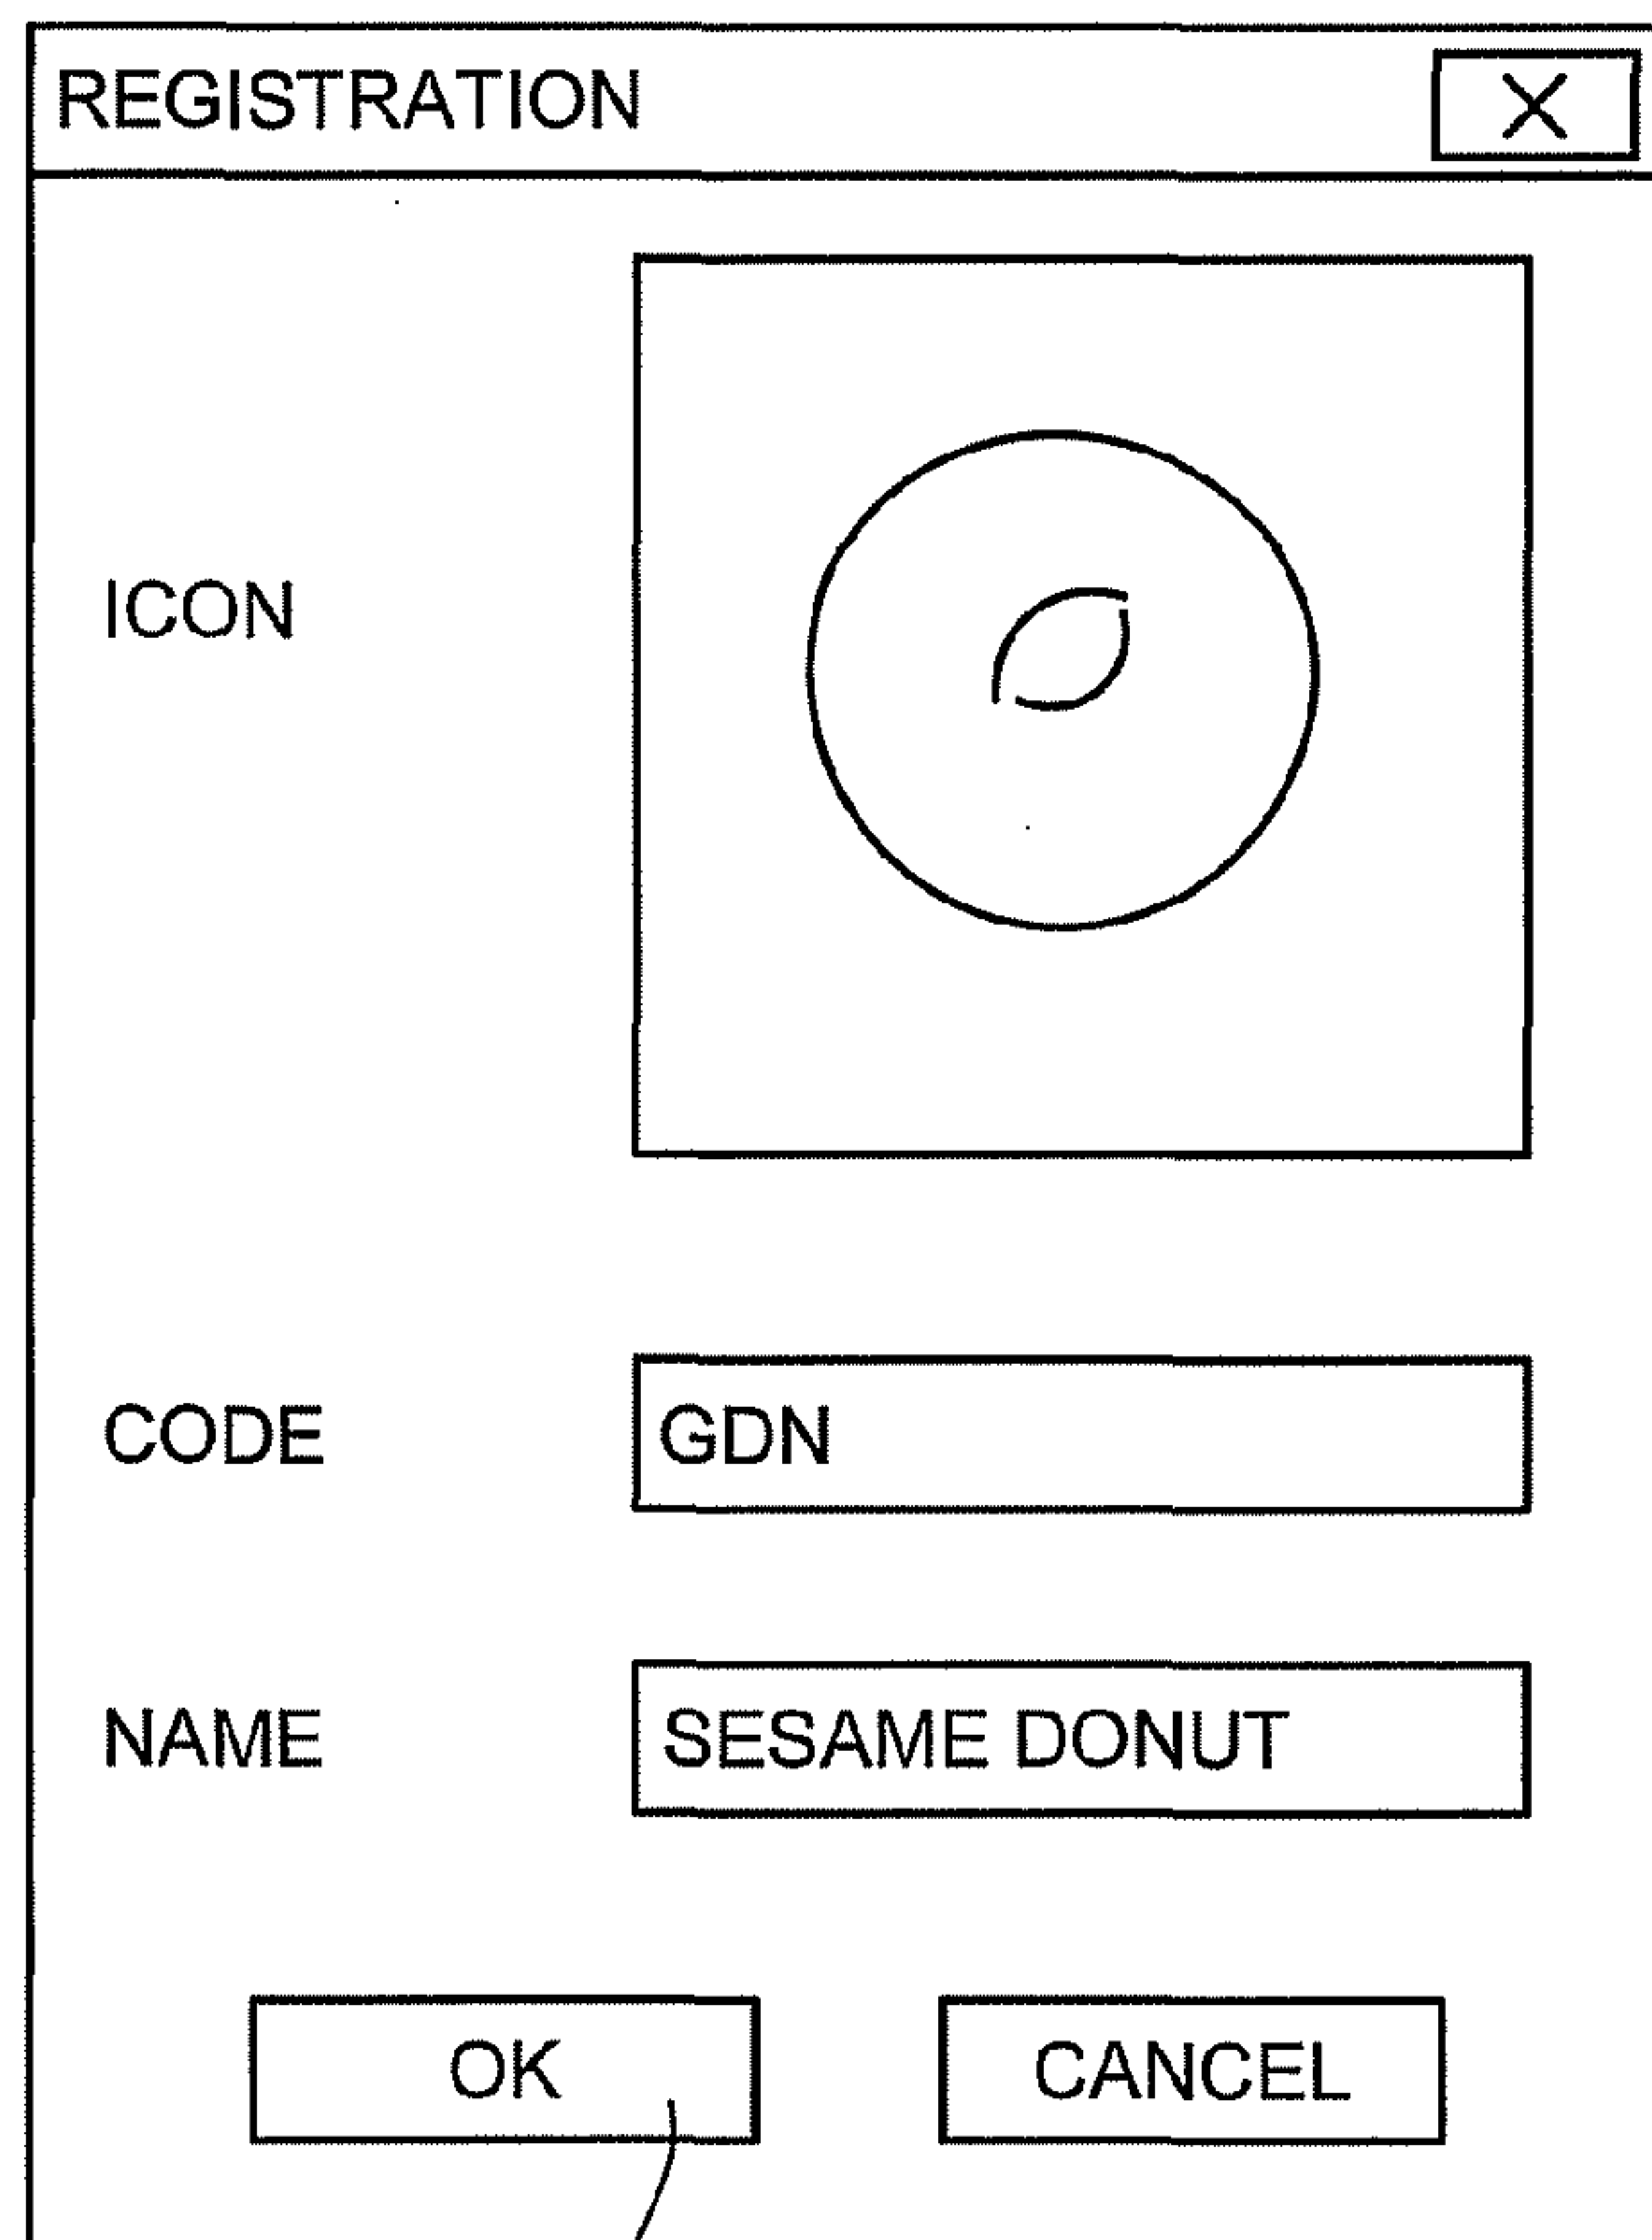 REGISTRATION X
ICON
CODE GDN
NAME SESAME DONUT
OK CANCEL